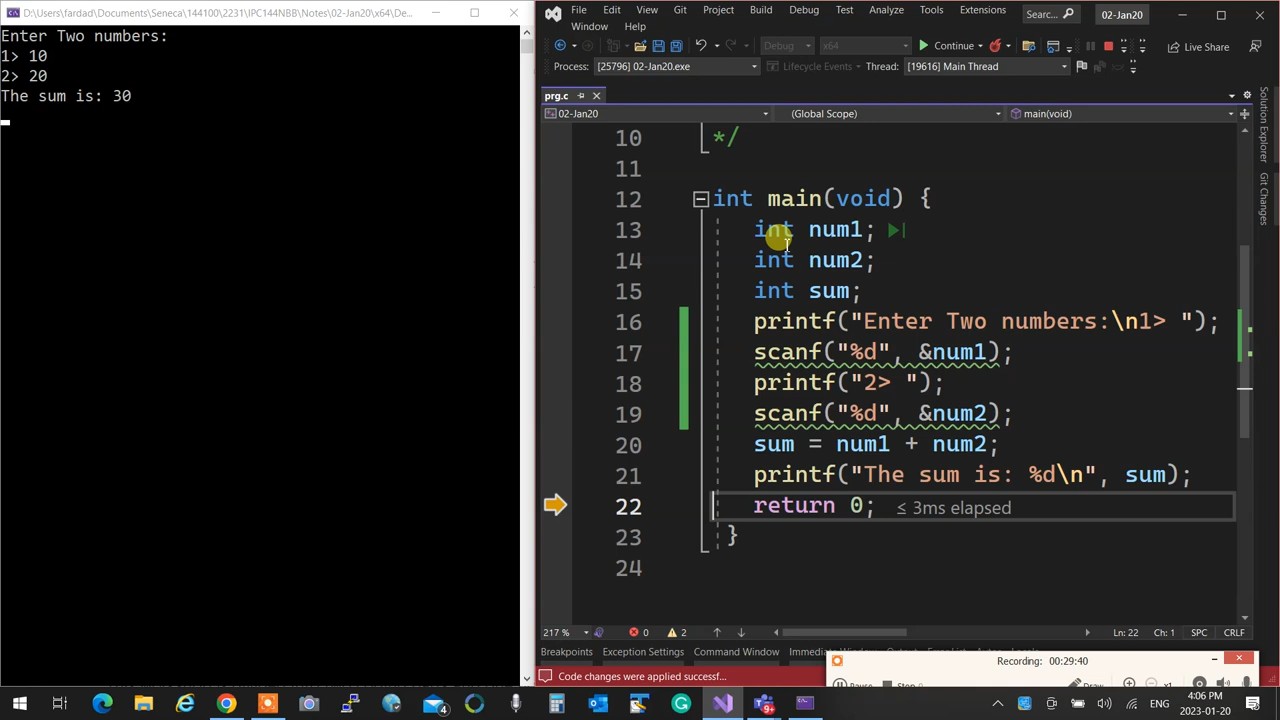 D:\Users\fardad\Documents\Seneca\144100\2231\IPC144NBB\Notes\02-Jan20\x64\De...
Enter Two numbers:
1> 10
2> 20
The sum is: 30
File Edit View Git Project Build Debug Test Analyze Tools Extensions
Window Help
Searc...
02-Jan20
Debug x64 Continue
Live Share
Process: [25796] 02-Jan20.exe Lifecycle Events Thread: [19616] Main Thread
prg.c
02-Jan20 (Global Scope) main(void)
Solution Explorer
Git Changes
10 */
11
12 int main(void) {
13 int num1;
14 int num2;
15 int sum;
16 printf("Enter Two numbers:\n1> ");
17 scanf("%d", &num1);
18 printf("2> ");
19 scanf("%d", &num2);
20 sum = num1 + num2;
21 printf("The sum is: %d\n", sum);
22 return 0; ≤ 3ms elapsed
23 }
24
217 % 0 2 Ln: 22 Ch: 1 SPC CRLF
Breakpoints Exception Settings Command Window Immediate
Code changes were applied successf...
Recording: 00:29:40
ENG 4:06 PM
2023-01-20